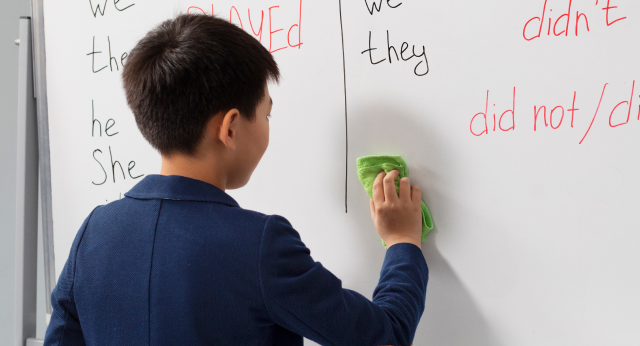 we
PLAYED
they
he
She
we
they
didn't
did not /